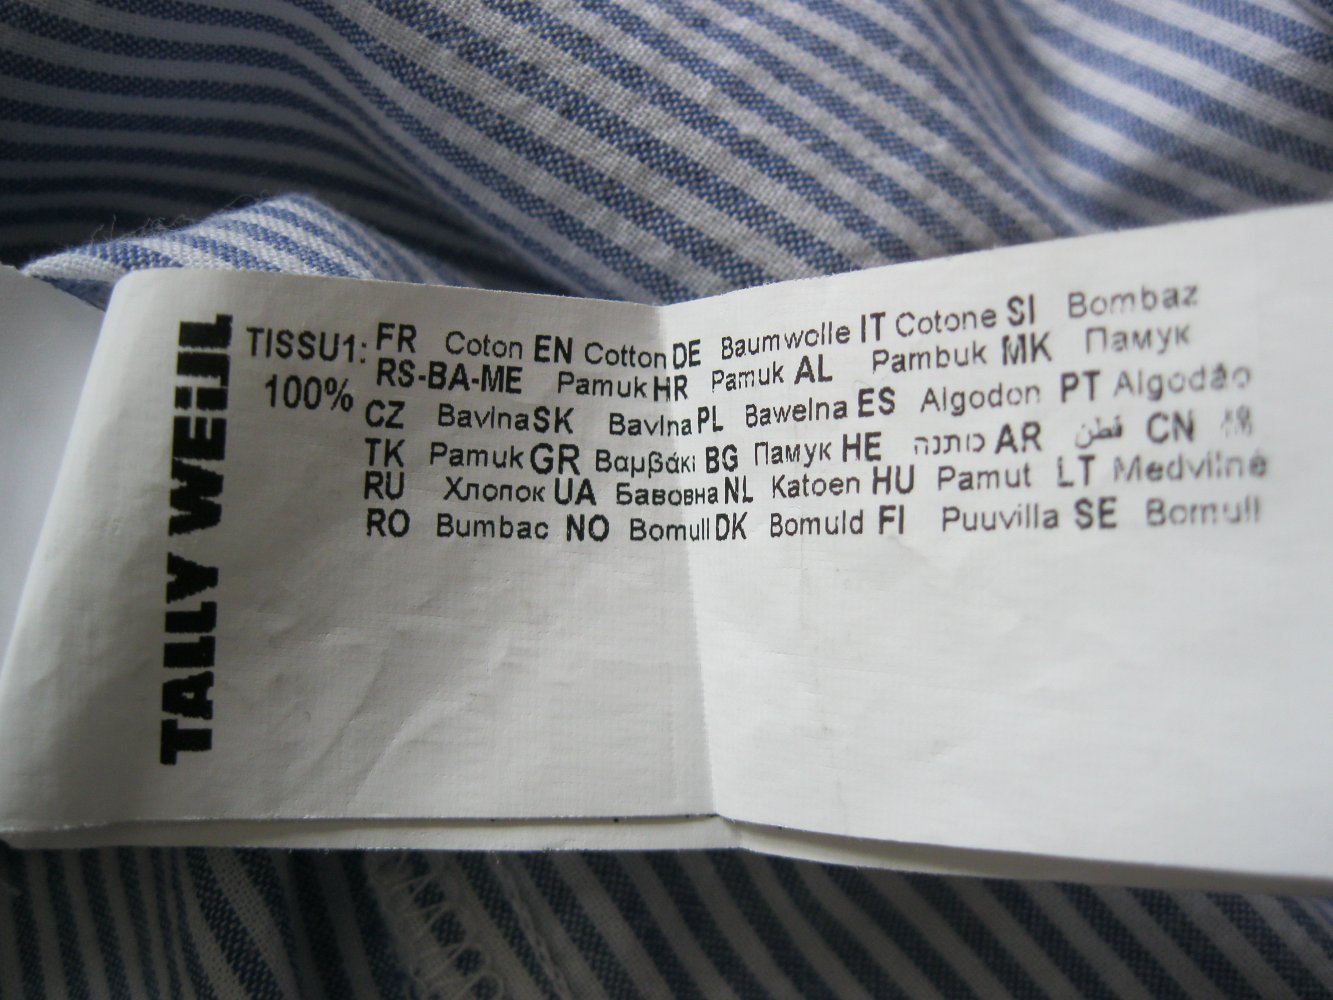 TALLY WEiJL
TISSU1: FR Coton EN Cotton DE Baumwolle IT Cotone SI Bombaz
100% RS-BA-ME Pamuk HR Pamuk AL Pambuk MK Памук
CZ Bavlna SK Bavlna PL Bawelna ES Algodon PT Algodão
TK Pamuk GR Βαμβάκι BG Памук HE כותנה AR قطن CN
RU Хлопок UA Бавовна NL Katoen HU Pamut LT Medvilnė
RO Bumbac NO Bomull DK Bomuld FI Puuvilla SE Bomull